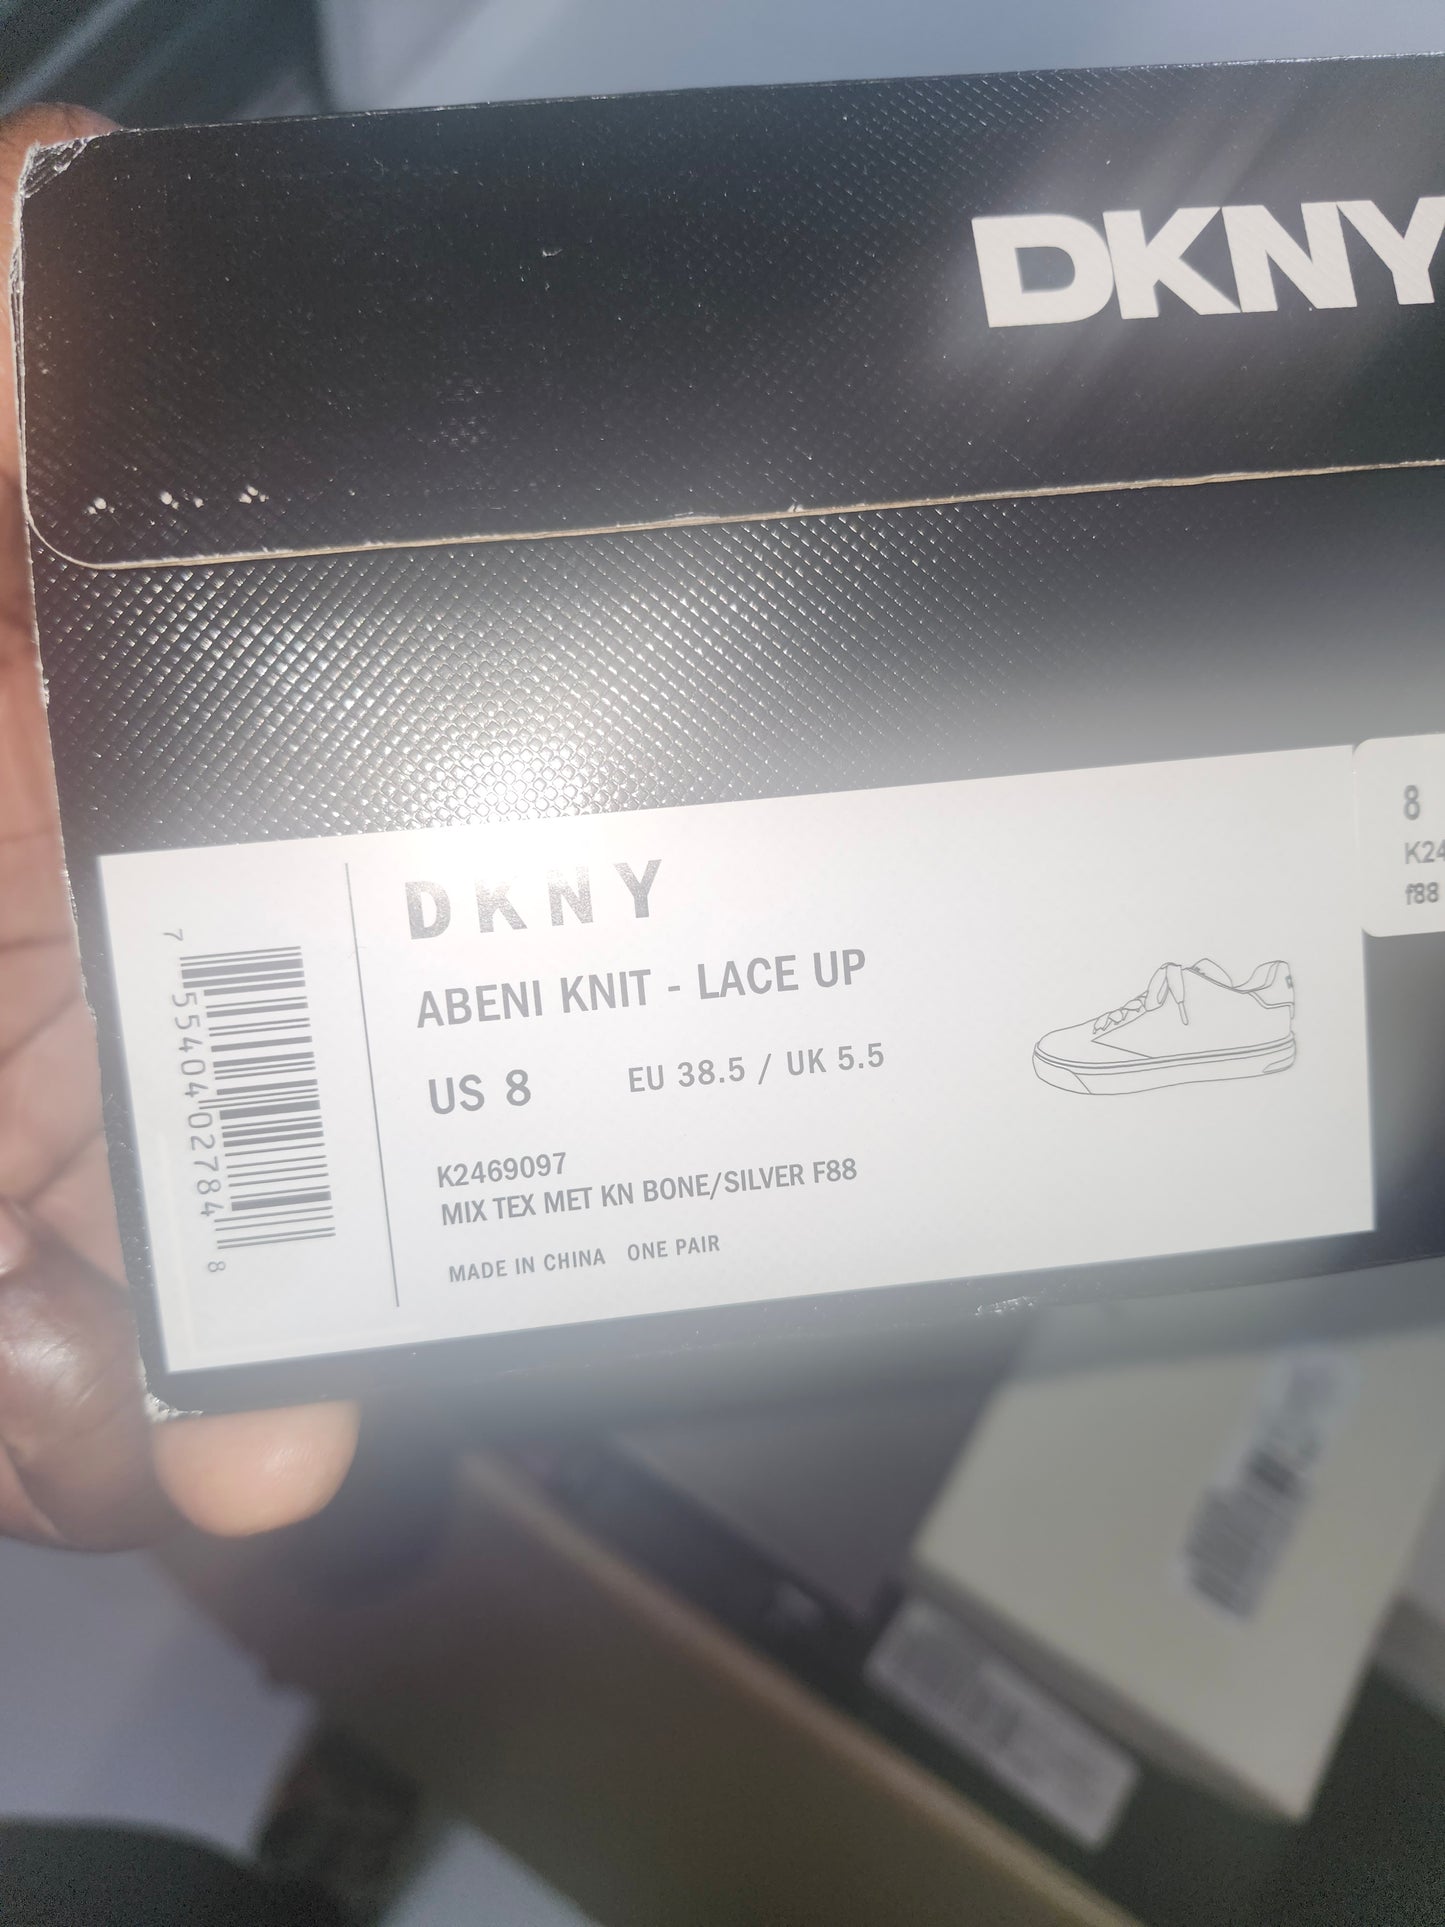 DKNY
8
K24
f88
DKNY
ABENI KNIT - LACE UP
US 8 EU 38.5 / UK 5.5
K2469097
MIX TEX MET KN BONE/SILVER F88
MADE IN CHINA ONE PAIR
7 55404 02784 8